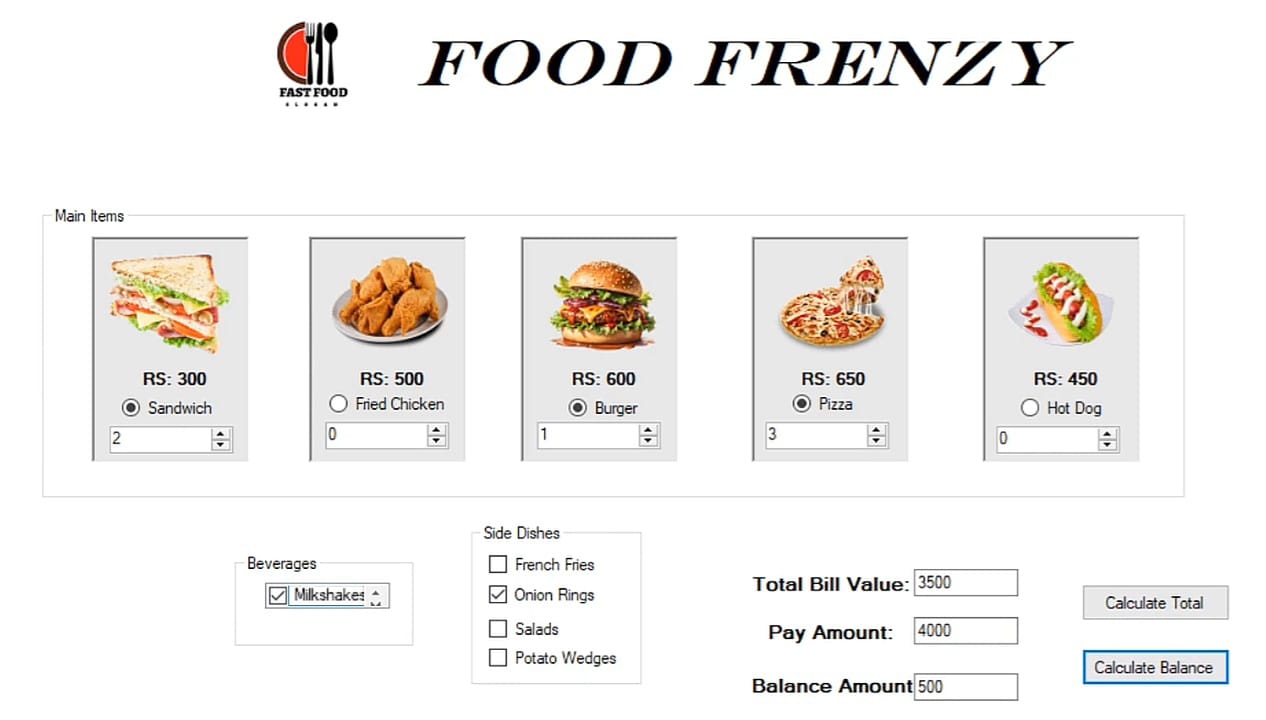 FOOD FRENZY
FAST FOOD
Main Items
RS: 300
Sandwich
2
RS: 500
Fried Chicken
0
RS: 600
Burger
1
RS: 650
Pizza
3
RS: 450
Hot Dog
0
Beverages
Milkshakes
Side Dishes
French Fries
Onion Rings
Salads
Potato Wedges
Total Bill Value: 3500
Pay Amount: 4000
Balance Amount 500
Calculate Total
Calculate Balance